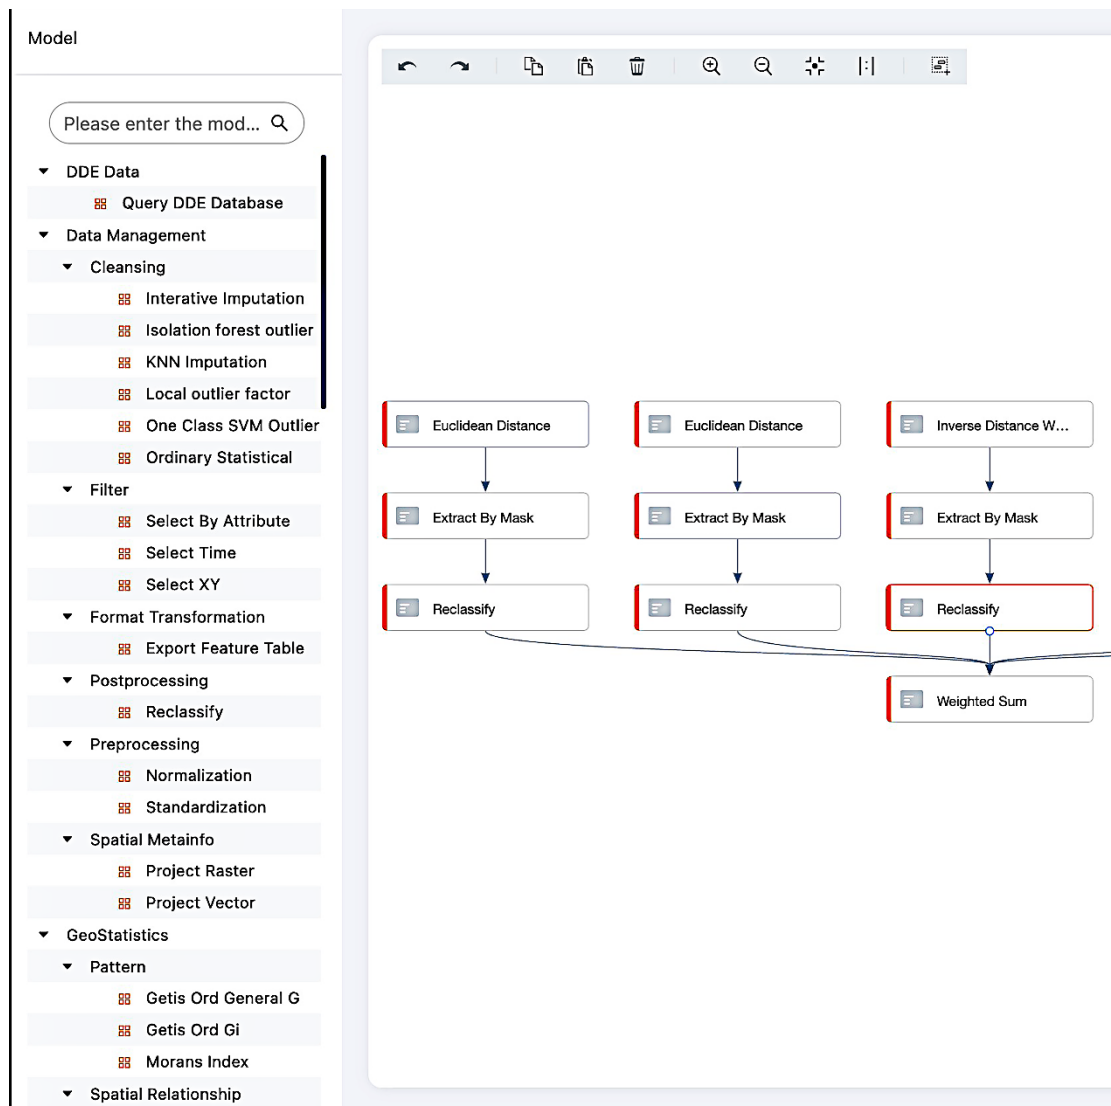 Model
Please enter the mod...
DDE Data
Query DDE Database
Data Management
Cleansing
Interative Imputation
Isolation forest outlier
KNN Imputation
Local outlier factor
One Class SVM Outlier
Ordinary Statistical
Filter
Select By Attribute
Select Time
Select XY
Format Transformation
Export Feature Table
Postprocessing
Reclassify
Preprocessing
Normalization
Standardization
Spatial Metainfo
Project Raster
Project Vector
GeoStatistics
Pattern
Getis Ord General G
Getis Ord Gi
Morans Index
Spatial Relationship
Euclidean Distance
Euclidean Distance
Inverse Distance W...
Extract By Mask
Extract By Mask
Extract By Mask
Reclassify
Reclassify
Reclassify
Weighted Sum